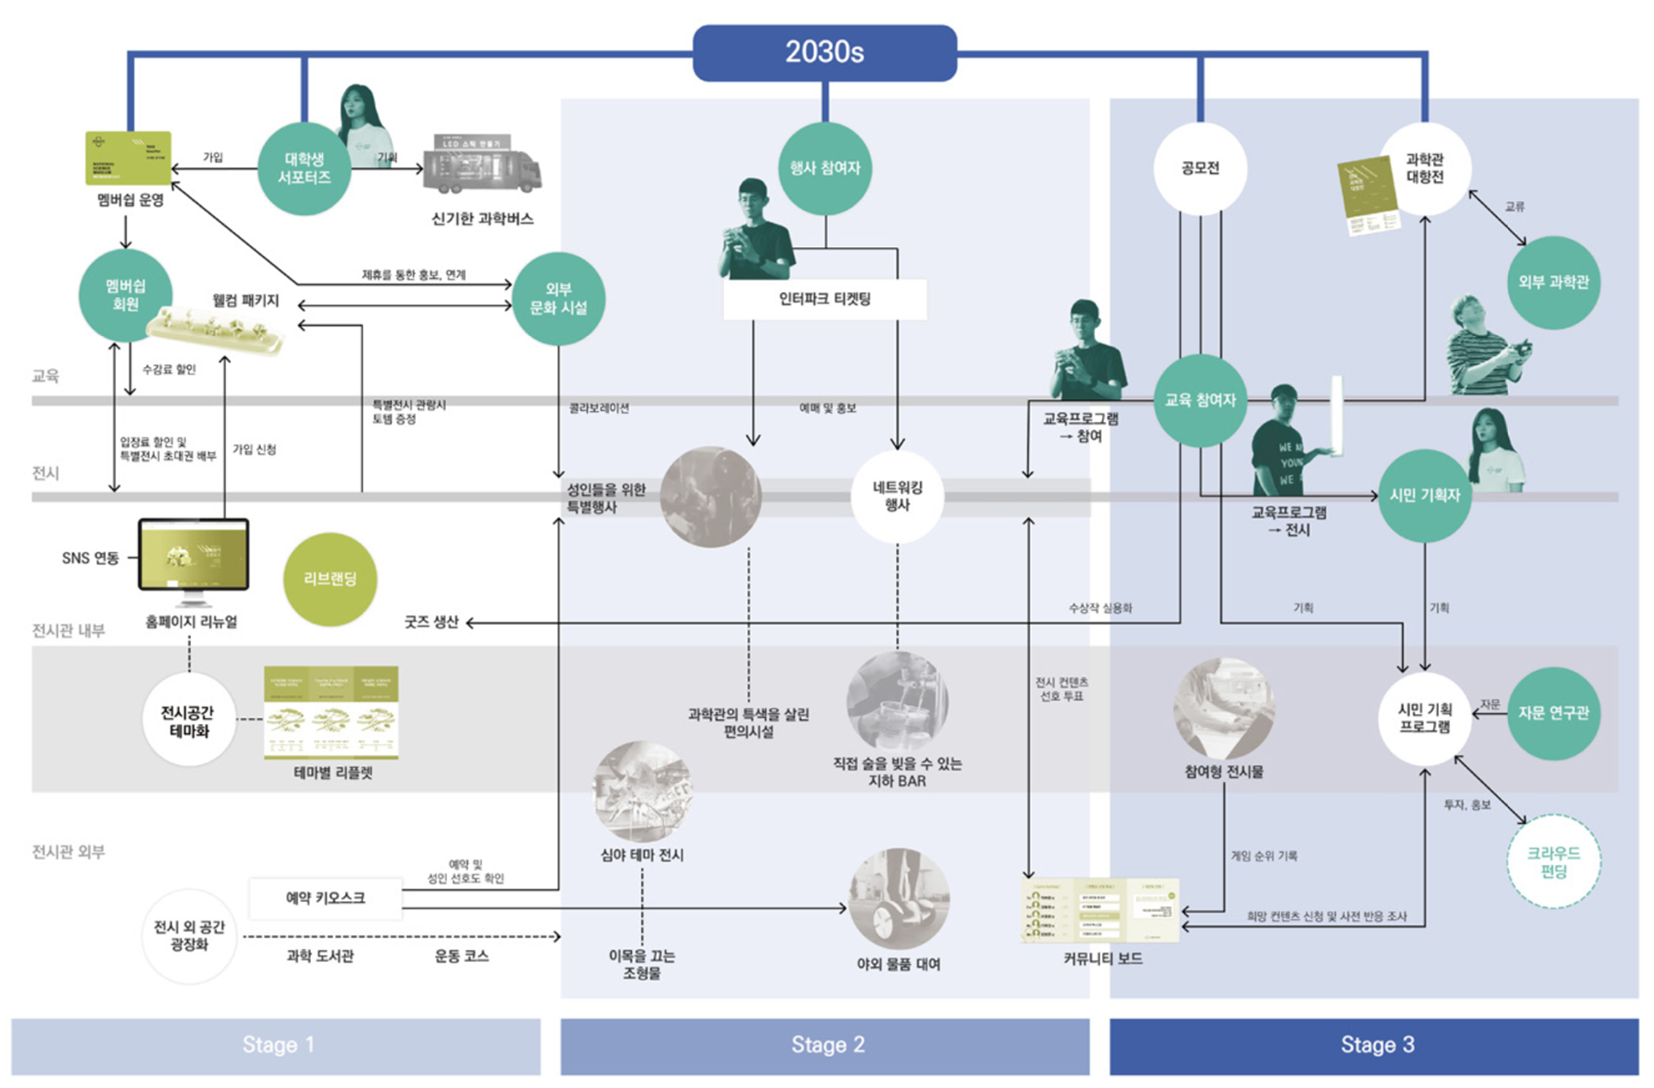 2030s
대학생
서포터즈
가입
기획
LED 스틱 만들기
멤버쉽 운영
신기한 과학버스
행사 참여자
공모전
과학관
대항전
교류
외부 과학관
멤버쉽
회원
웰컴 패키지
제휴를 통한 홍보, 연계
외부
문화 시설
인터파크 티켓팅
수강료 할인
교육
특별전시 관람시
토템 증정
콜라보레이션
예매 및 홍보
교육 참여자
교육프로그램
→ 참여
입장료 할인 및
특별전시 초대권 배부
가입 신청
전시
성인들을 위한
특별행사
네트워킹
행사
WE AR
YOUN
WE A
교육프로그램
→ 전시
시민 기획자
SNS 연동
홈페이지 리뉴얼
리브랜딩
굿즈 생산
수상작 실용화
기획
기획
전시관 내부
전시공간
테마화
테마별 리플렛
과학관의 특색을 살린
편의시설
직접 술을 빚을 수 있는
지하 BAR
전시 컨텐츠
선호 투표
참여형 전시물
시민 기획
프로그램
자문
자문 연구관
투자, 홍보
크라우드
펀딩
전시관 외부
심야 테마 전시
예약 및
성인 선호도 확인
예약 키오스크
게임 순위 기록
희망 컨텐츠 신청 및 사전 반응 조사
전시 외 공간
광장화
과학 도서관
운동 코스
이목을 끄는
조형물
야외 물품 대여
커뮤니티 보드
Stage 1
Stage 2
Stage 3